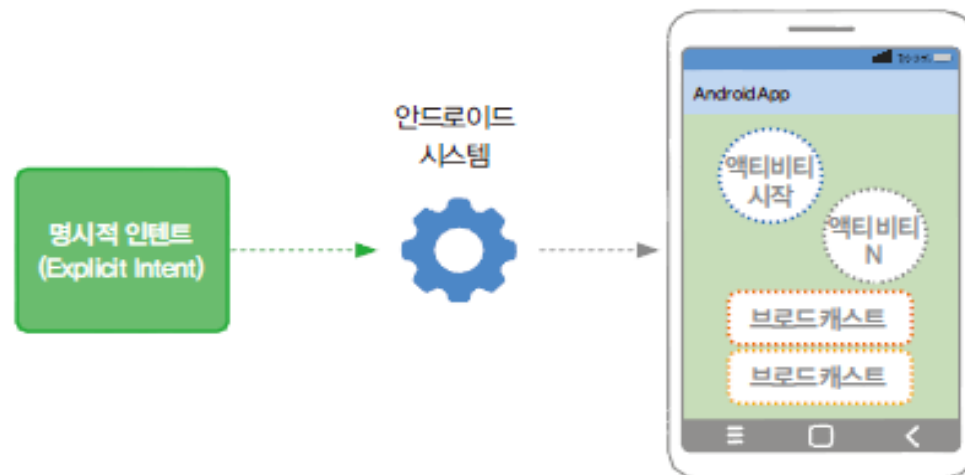 안드로이드
시스템
명시적 인텐트
(Explicit Intent)
Android App
액티비티
시작
액티비티
N
브로드캐스트
브로드캐스트